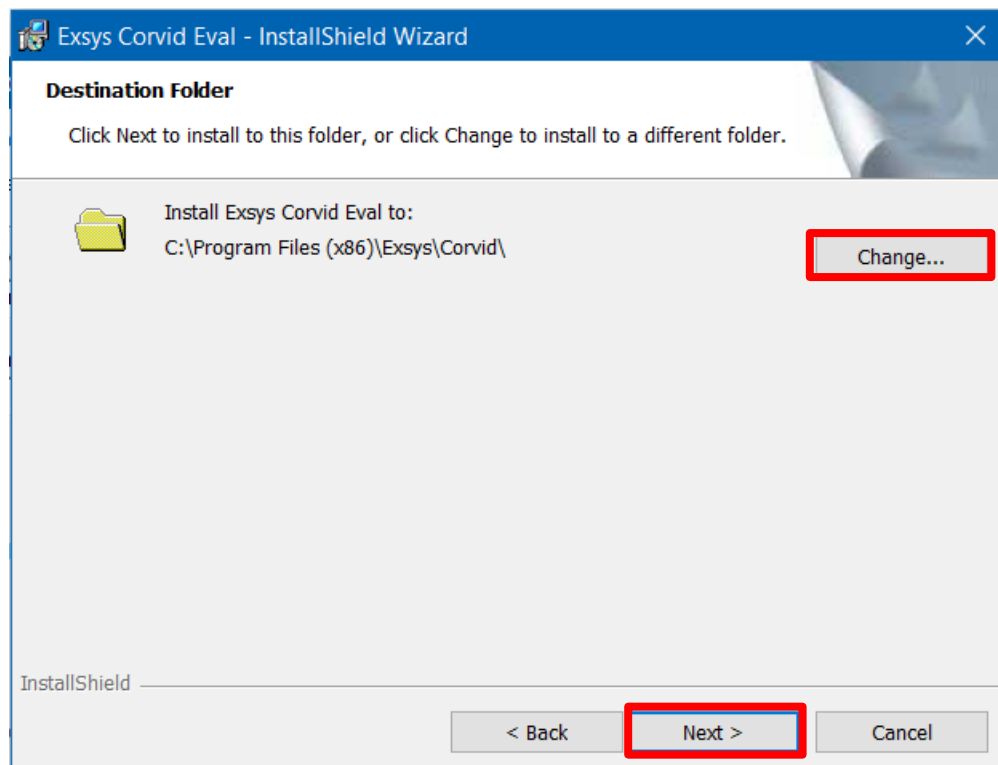 Exsys Corvid Eval - InstallShield Wizard
Destination Folder
Click Next to install to this folder, or click Change to install to a different folder.
Install Exsys Corvid Eval to:
C:\Program Files (x86)\Exsys\Corvid\
Change...
InstallShield
< Back
Next >
Cancel